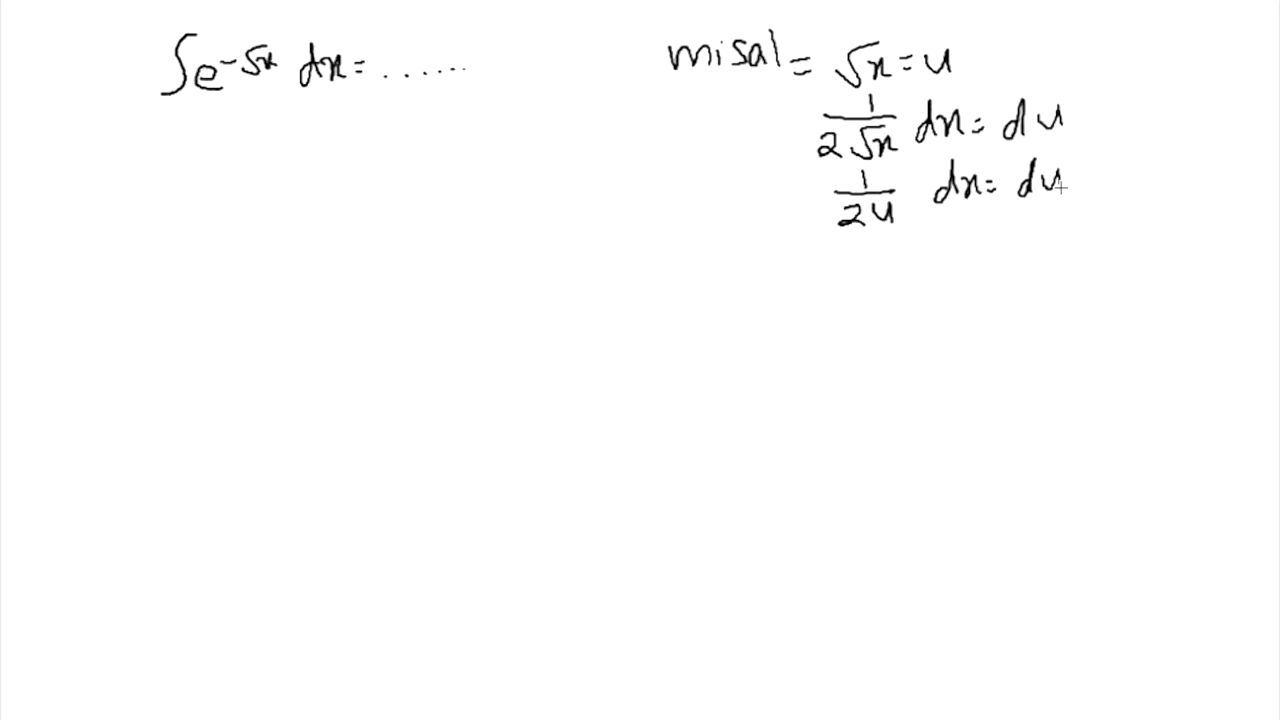 ∫e^{-√x} dx = ......
misal = √x = u
1/(2√x) dx = du
1/(2u) dx = du